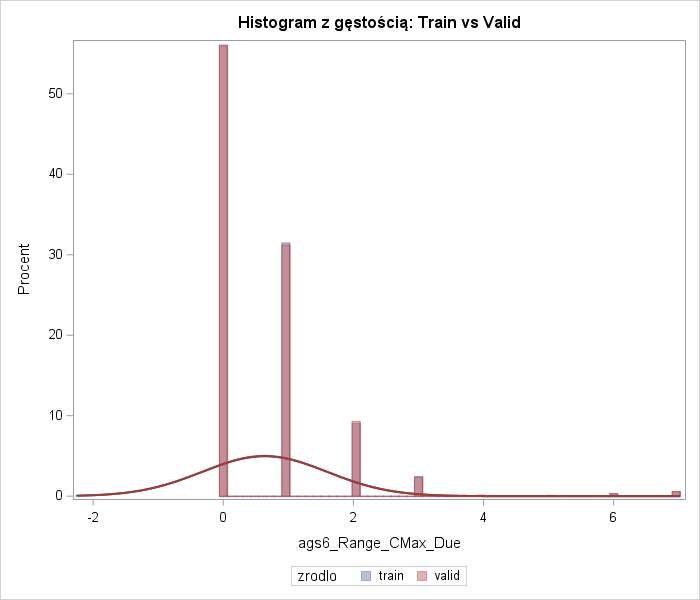 Histogram z gęstością: Train vs Valid
50
40
30
20
10
0
Procent
-2 0 2 4 6
ags6_Range_CMax_Due
zrodlo train valid